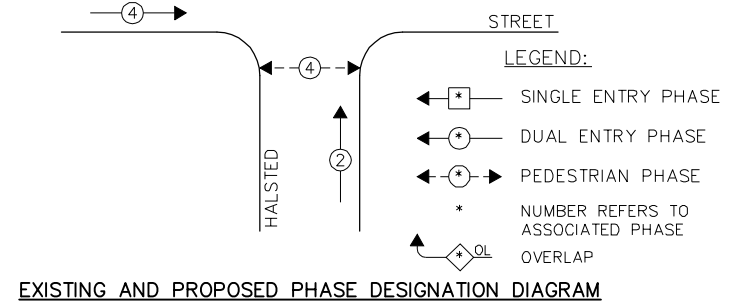 4
STREET
LEGEND:
4
* SINGLE ENTRY PHASE
* DUAL ENTRY PHASE
2
HALSTED
* PEDESTRIAN PHASE
* NUMBER REFERS TO
ASSOCIATED PHASE
* OL OVERLAP
EXISTING AND PROPOSED PHASE DESIGNATION DIAGRAM